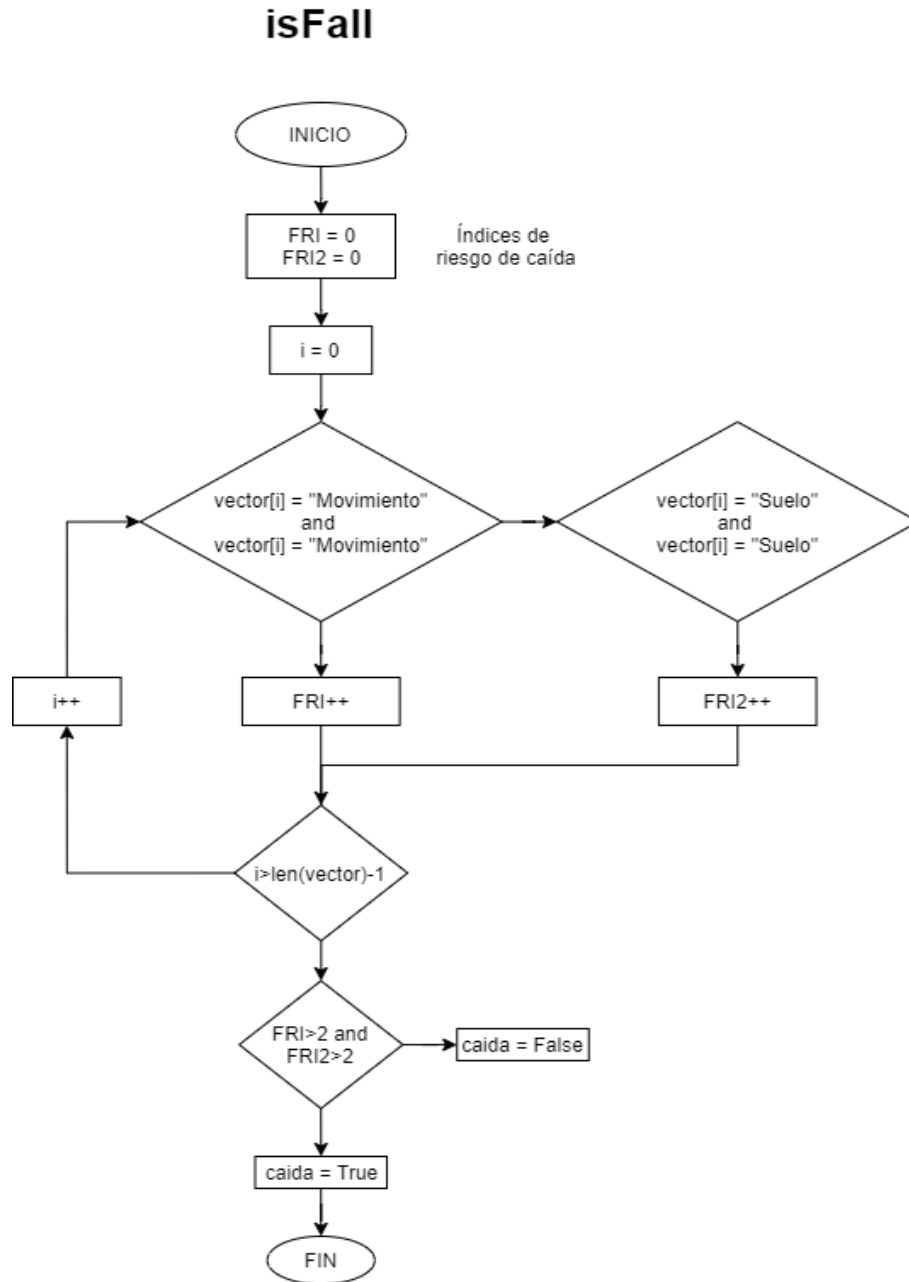 isFall
INICIO
FRI = 0
FRI2 = 0
Índices de
riesgo de caída
i = 0
vector[i] = "Movimiento"
and
vector[i] = "Movimiento"
vector[i] = "Suelo"
and
vector[i] = "Suelo"
i++
FRI++
FRI2++
i>len(vector)-1
FRI>2 and
FRI2>2
caida = False
caida = True
FIN